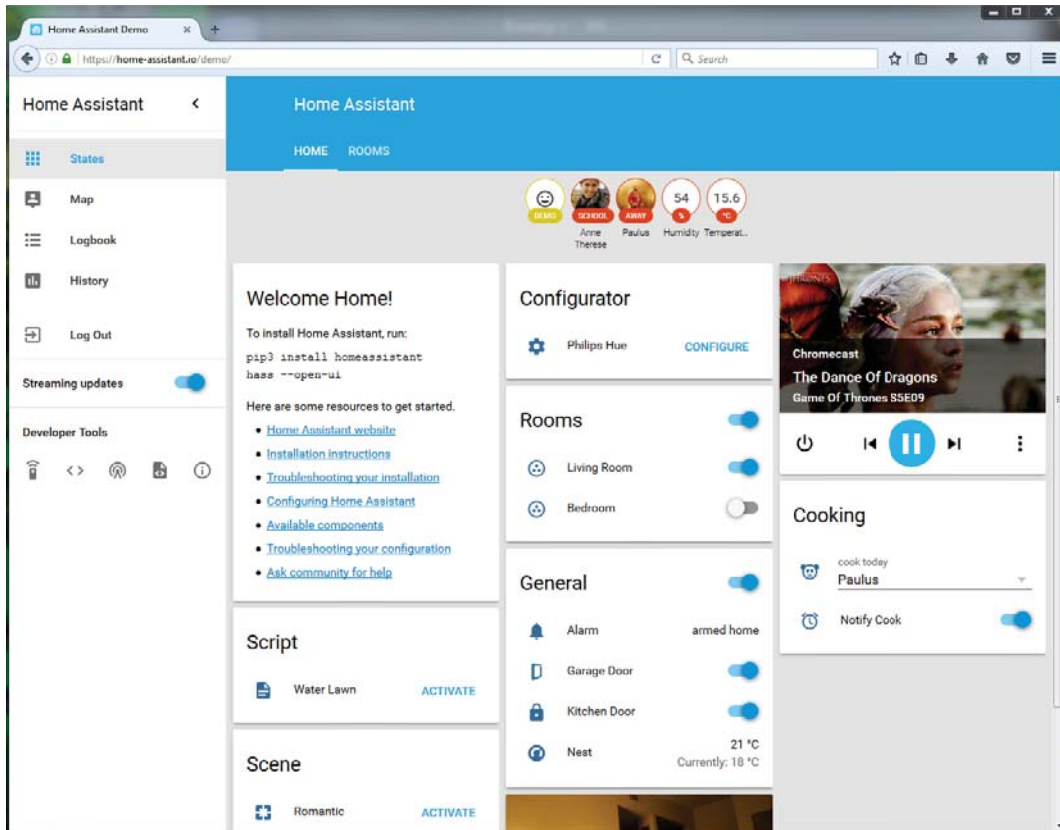 Home Assistant Demo
https://home-assistant.io/demo/
Search
Home Assistant
States
Map
Logbook
History
Log Out
Streaming updates
Developer Tools
Home Assistant
HOME ROOMS
DEMO
SCHOOL
Anne
Therese
AWAY
Paulus
54
%
Humidity
15.6
°C
Temperat...
Welcome Home!
To install Home Assistant, run:
pip3 install homeassistant
hass --open-ui
Here are some resources to get started.
• Home Assistant website
• Installation instructions
• Troubleshooting your installation
• Configuring Home Assistant
• Available components
• Troubleshooting your configuration
• Ask community for help
Script
Water Lawn ACTIVATE
Scene
Romantic ACTIVATE
Configurator
Philips Hue CONFIGURE
Rooms
Living Room
Bedroom
General
Alarm armed home
Garage Door
Kitchen Door
Nest 21 °C
Currently: 18 °C
Chromecast
The Dance Of Dragons
Game Of Thrones S5E09
Cooking
cook today
Paulus
Notify Cook